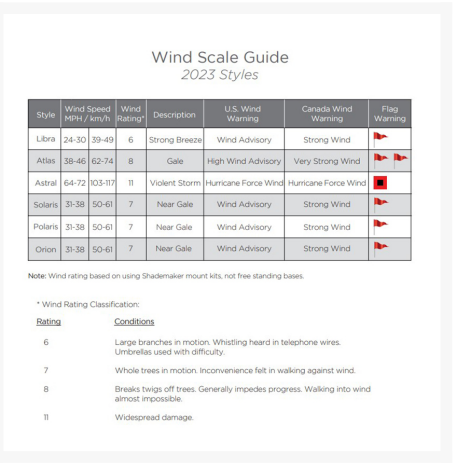 Wind Scale Guide
2023 Styles
Style Wind Speed MPH / km/h Wind Rating* Description U.S. Wind Warning Canada Wind Warning Flag Warning
Libra 24-30 39-49 6 Strong Breeze Wind Advisory Strong Wind
Atlas 38-46 62-74 8 Gale High Wind Advisory Very Strong Wind
Astral 64-72 103-117 11 Violent Storm Hurricane Force Wind Hurricane Force Wind
Solaris 31-38 50-61 7 Near Gale Wind Advisory Strong Wind
Polaris 31-38 50-61 7 Near Gale Wind Advisory Strong Wind
Orion 31-38 50-61 7 Near Gale Wind Advisory Strong Wind
Note: Wind rating based on using Shademaker mount kits, not free standing bases.
* Wind Rating Classification:
Rating Conditions
6 Large branches in motion. Whistling heard in telephone wires.
Umbrellas used with difficulty.
7 Whole trees in motion. Inconvenience felt in walking against wind.
8 Breaks twigs off trees. Generally impedes progress. Walking into wind
almost impossible.
11 Widespread damage.